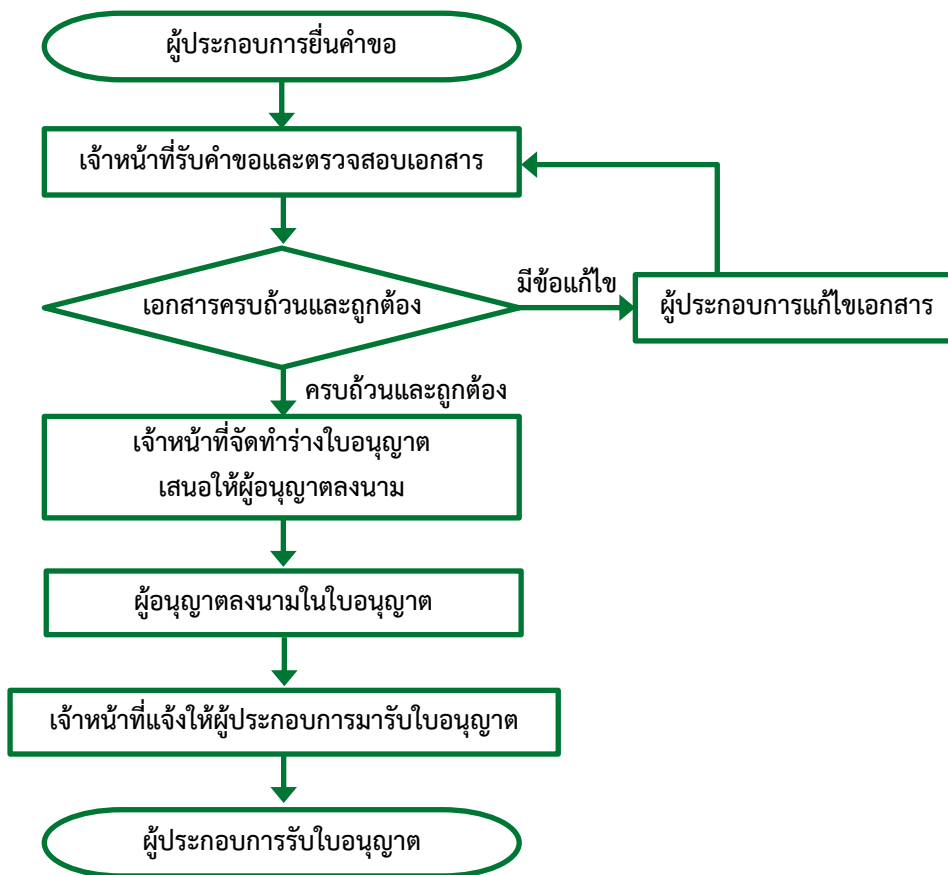 ผู้ประกอบการยื่นคำขอ
เจ้าหน้าที่รับคำขอและตรวจสอบเอกสาร
เอกสารครบถ้วนและถูกต้อง
มีข้อแก้ไข
ผู้ประกอบการแก้ไขเอกสาร
ครบถ้วนและถูกต้อง
เจ้าหน้าที่จัดทำร่างใบอนุญาต
เสนอให้ผู้อนุญาตลงนาม
ผู้อนุญาตลงนามในใบอนุญาต
เจ้าหน้าที่แจ้งให้ผู้ประกอบการมารับใบอนุญาต
ผู้ประกอบการรับใบอนุญาต